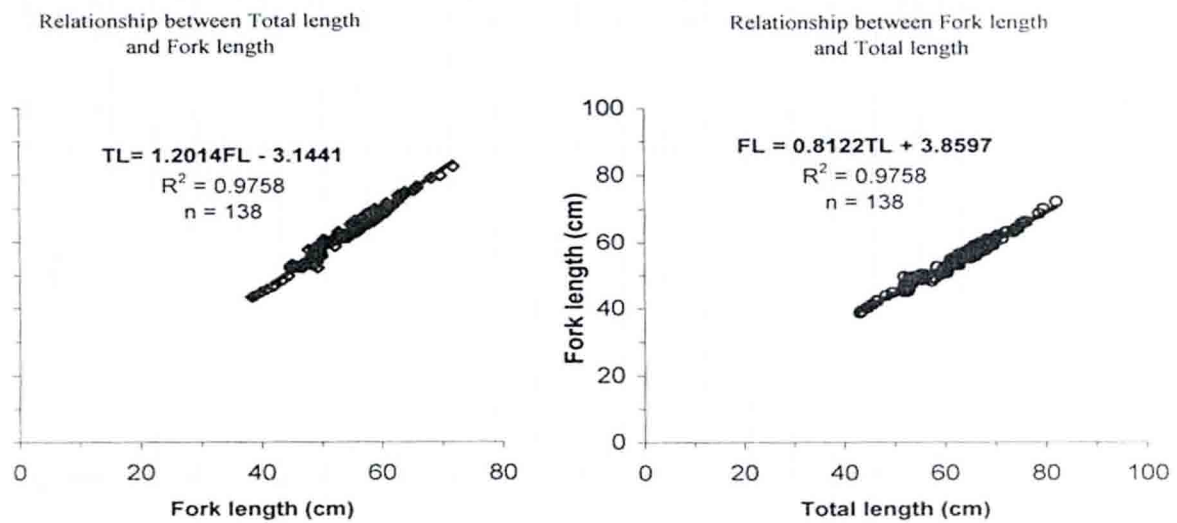 Relationship between Total length
and Fork length
TL= 1.2014FL - 3.1441
R² = 0.9758
n = 138
0 20 40 60 80
Fork length (cm)
Relationship between Fork length
and Total length
FL = 0.8122TL + 3.8597
R² = 0.9758
n = 138
Fork length (cm)
100
80
60
40
20
0
0 20 40 60 80 100
Total length (cm)